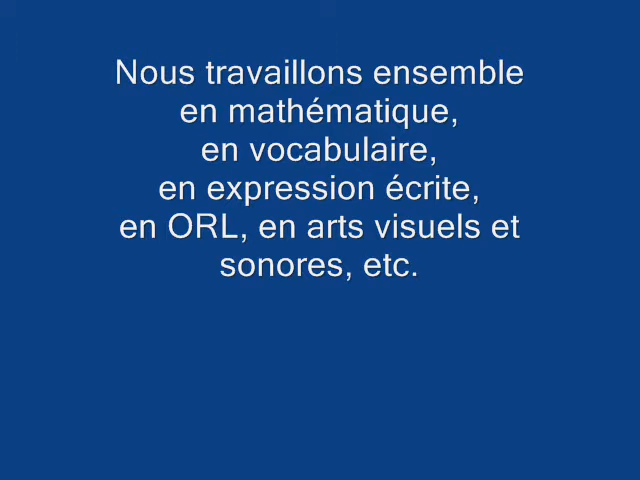 Nous travaillons ensemble
en mathématique,
en vocabulaire,
en expression écrite,
en ORL, en arts visuels et
sonores, etc.